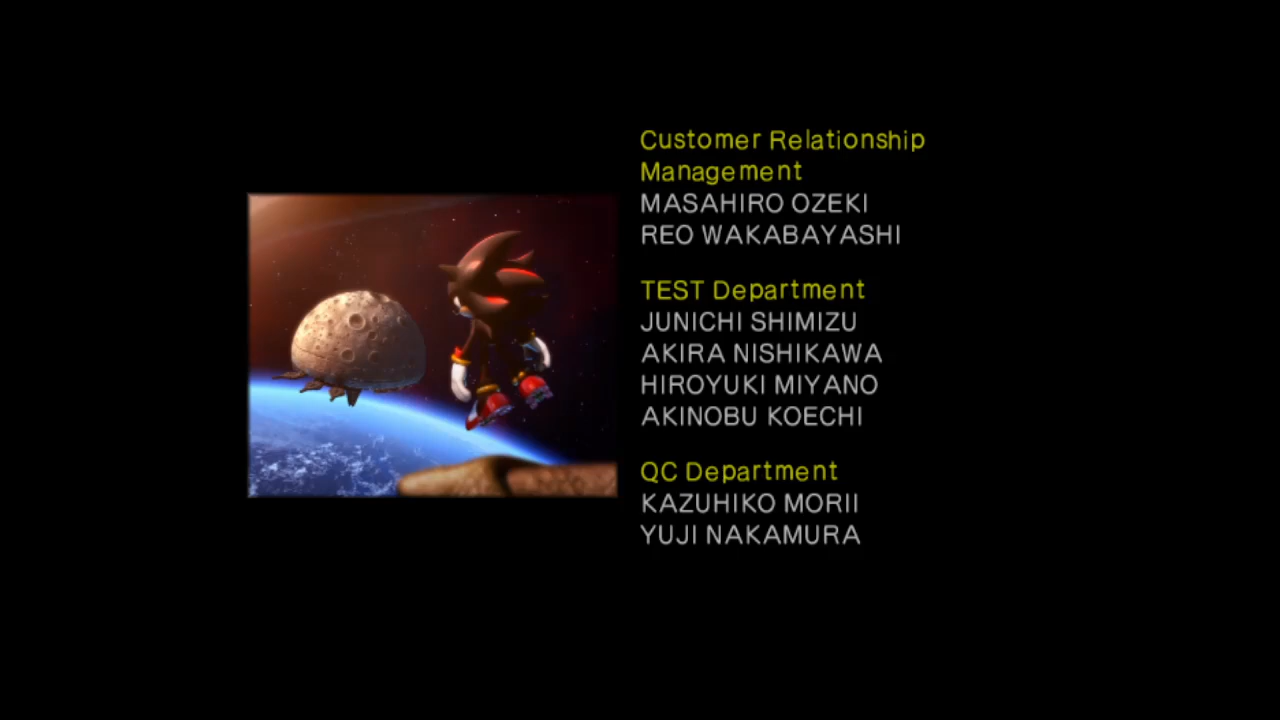 Customer Relationship
Management
MASAHIRO OZEKI
REO WAKABAYASHI
TEST Department
JUNICHI SHIMIZU
AKIRA NISHIKAWA
HIROYUKI MIYANO
AKINOBU KOECHI
QC Department
KAZUHIKO MORII
YUJI NAKAMURA